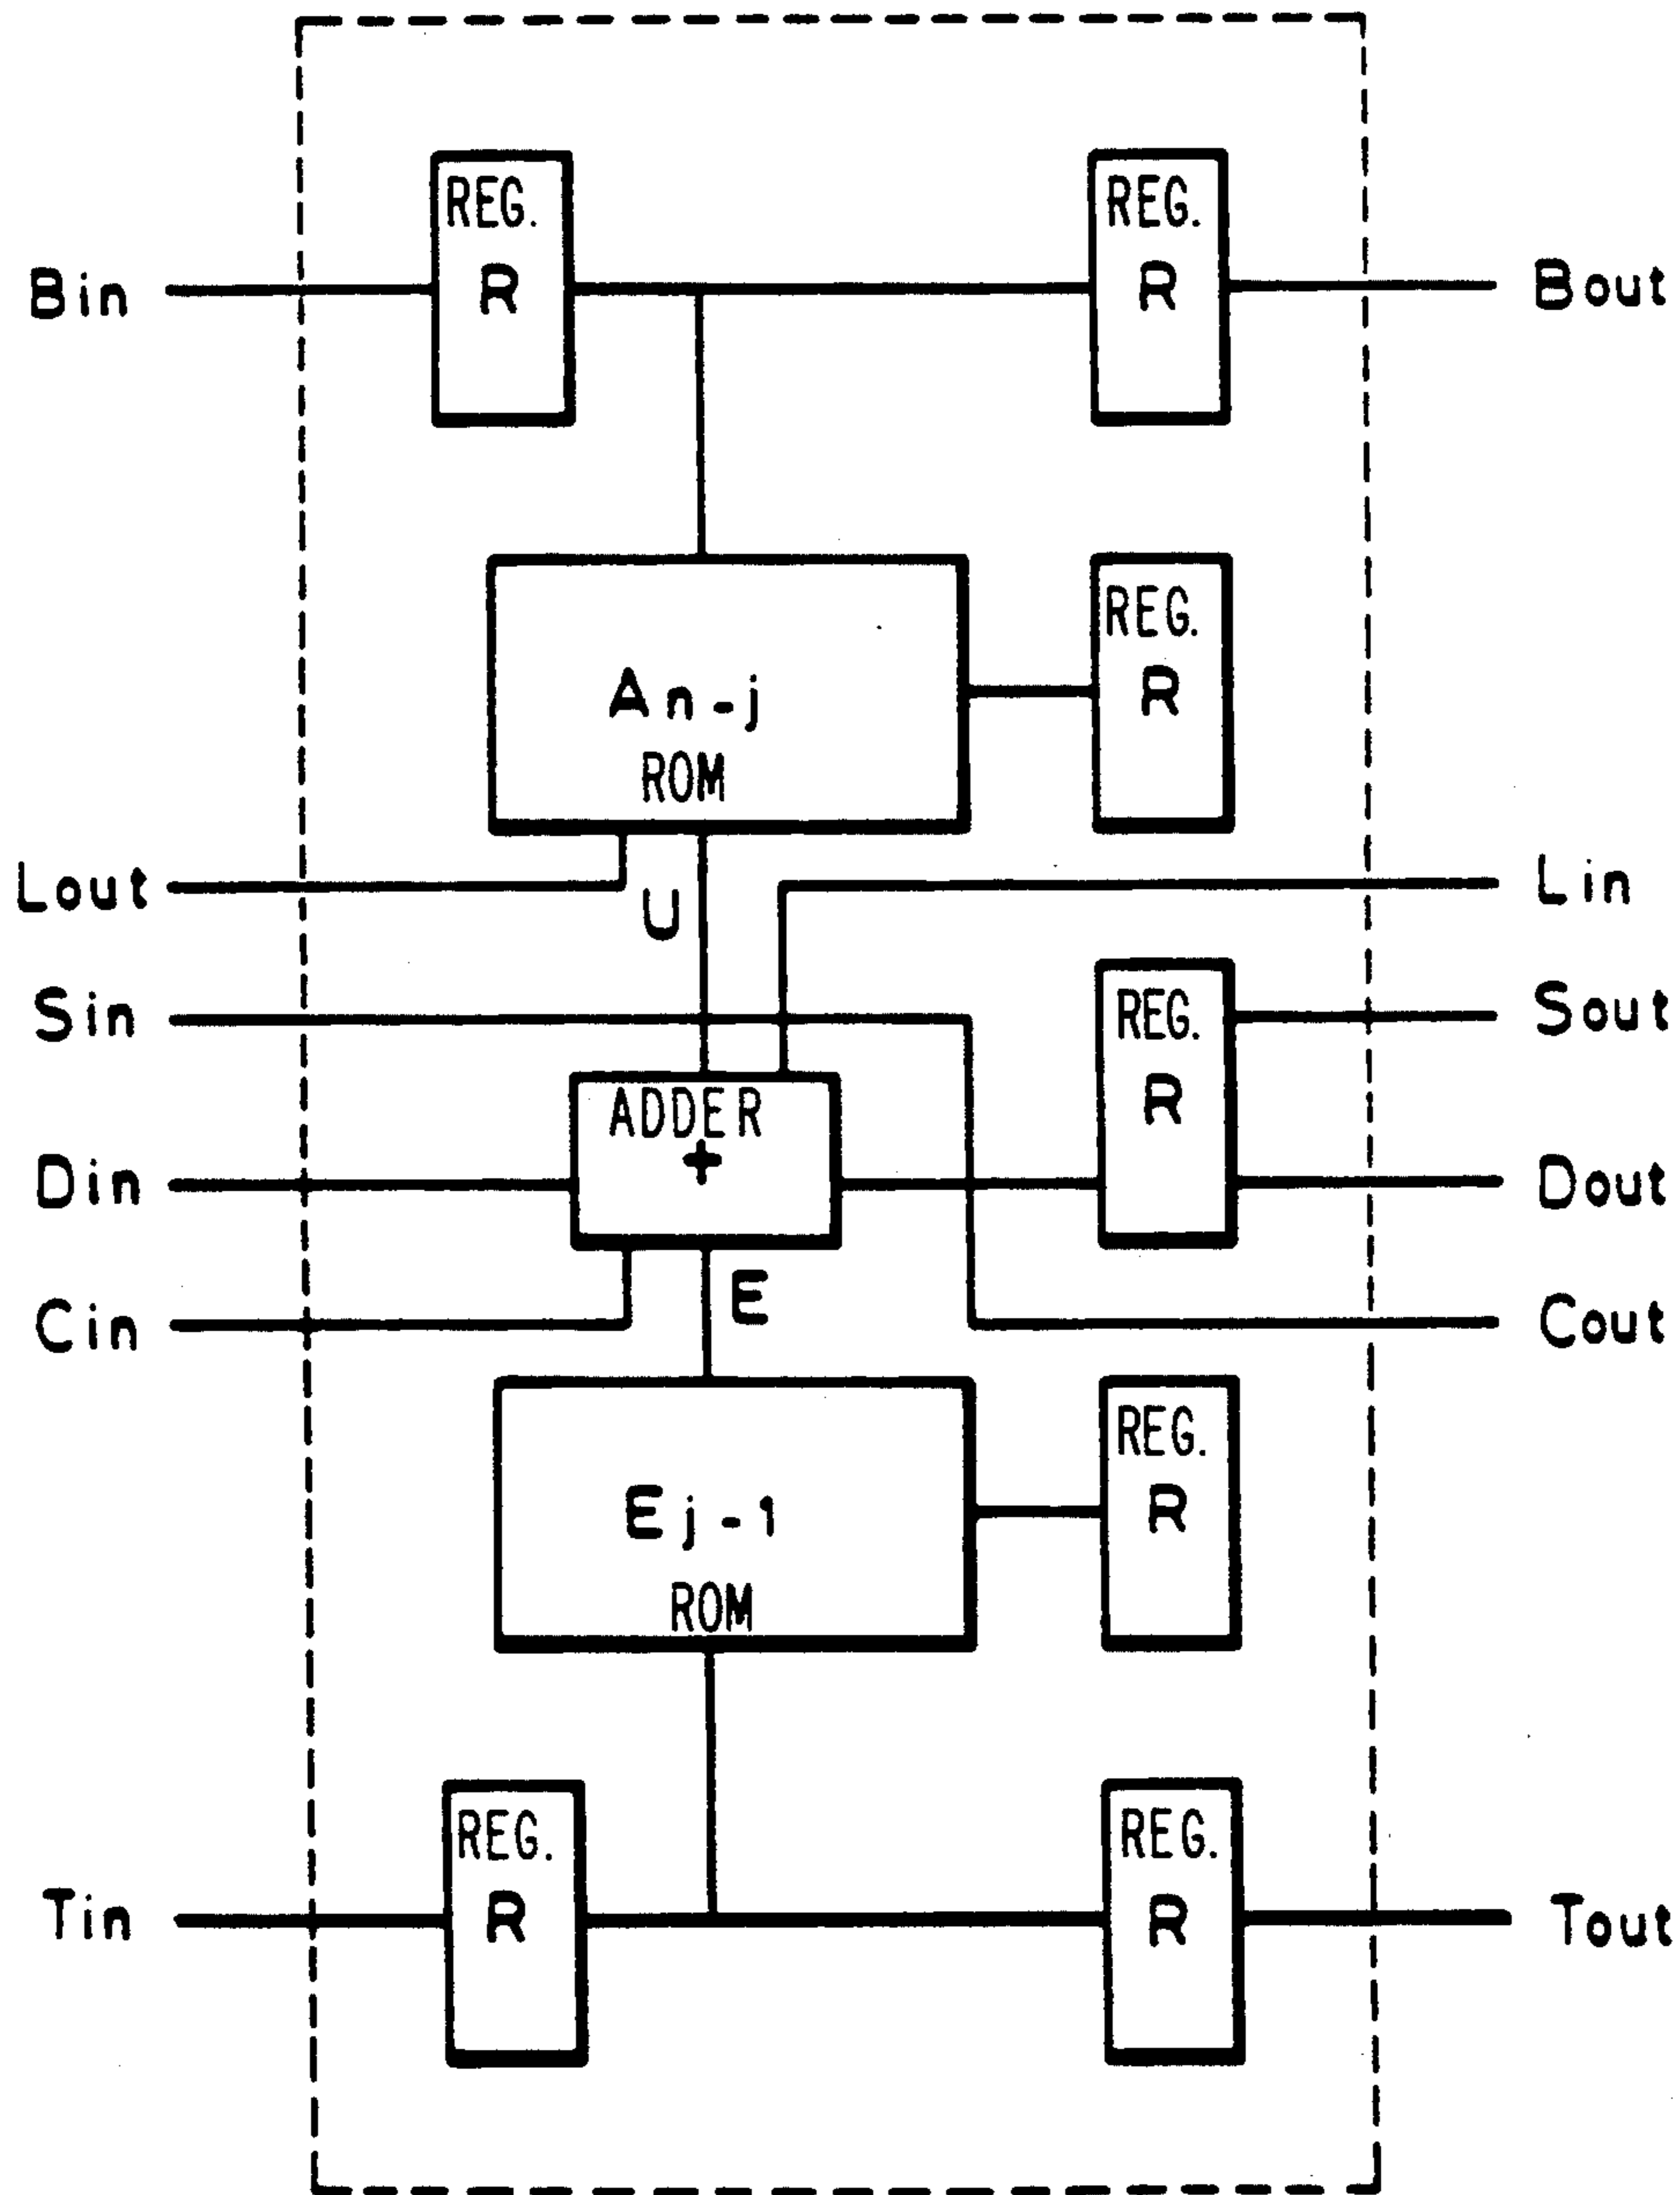 REG.
R
REG.
R
Bin
Bout
An-j
ROM
REG.
R
Lout
U
Lin
Sin
REG.
R
Sout
ADDER
+
Din
Dout
E
Cin
Cout
Ej-1
ROM
REG.
R
REG.
R
REG.
R
Tin
Tout